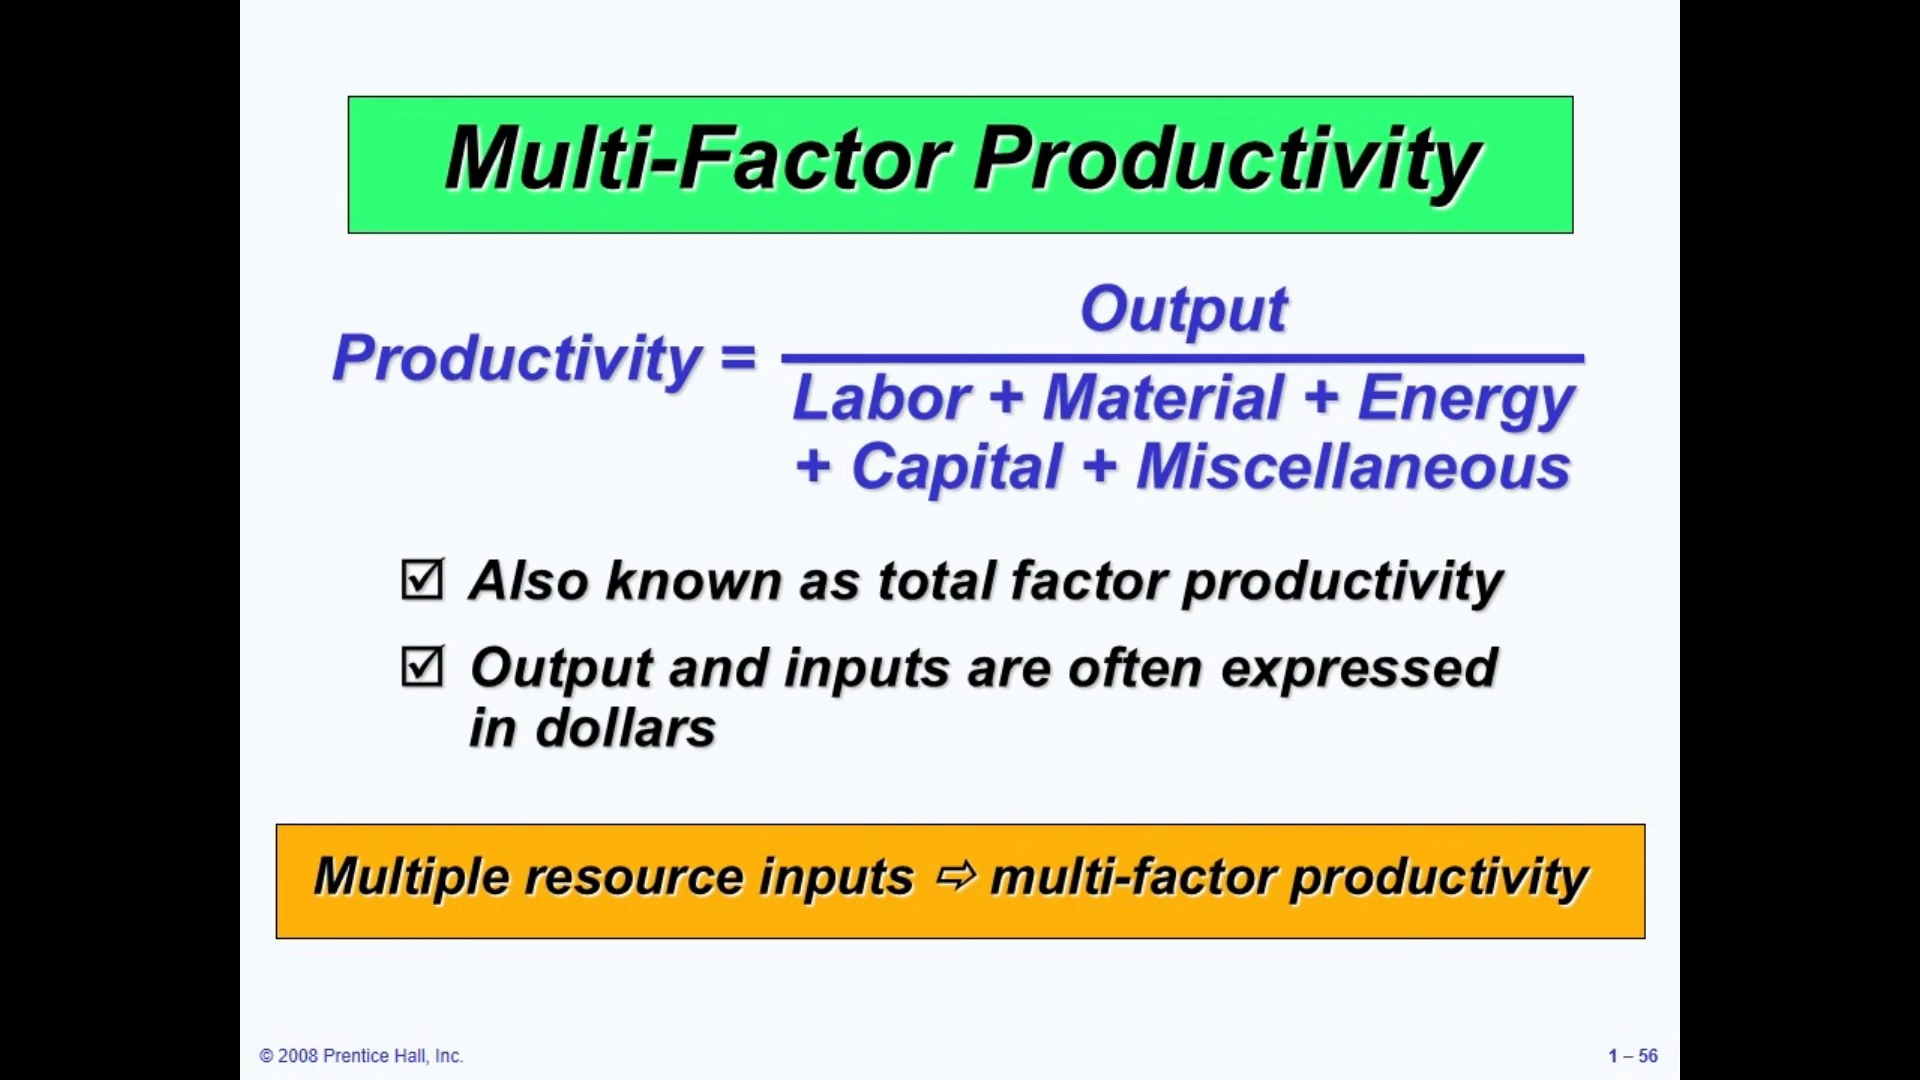 Multi-Factor Productivity
Output
Productivity =
Labor + Material + Energy
+ Capital + Miscellaneous
☑ Also known as total factor productivity
☑ Output and inputs are often expressed
in dollars
Multiple resource inputs ⇨ multi-factor productivity
© 2008 Prentice Hall, Inc.
1 – 56